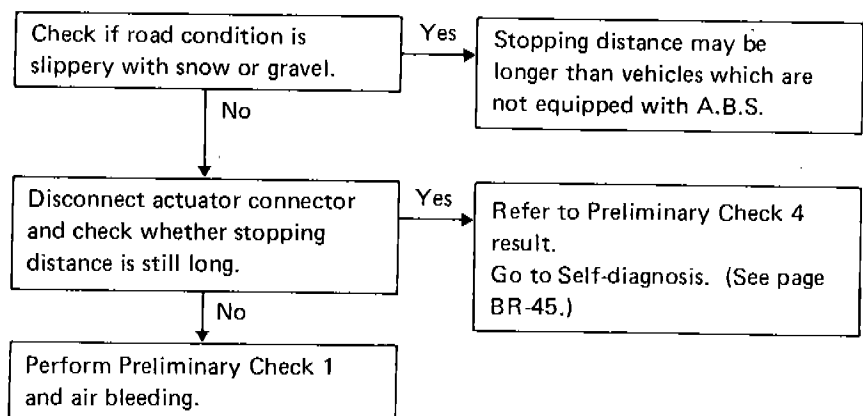 Check if road condition is
slippery with snow or gravel.
Yes
Stopping distance may be
longer than vehicles which are
not equipped with A.B.S.
No
Disconnect actuator connector
and check whether stopping
distance is still long.
Yes
Refer to Preliminary Check 4
result.
Go to Self-diagnosis. (See page
BR-45.)
No
Perform Preliminary Check 1
and air bleeding.